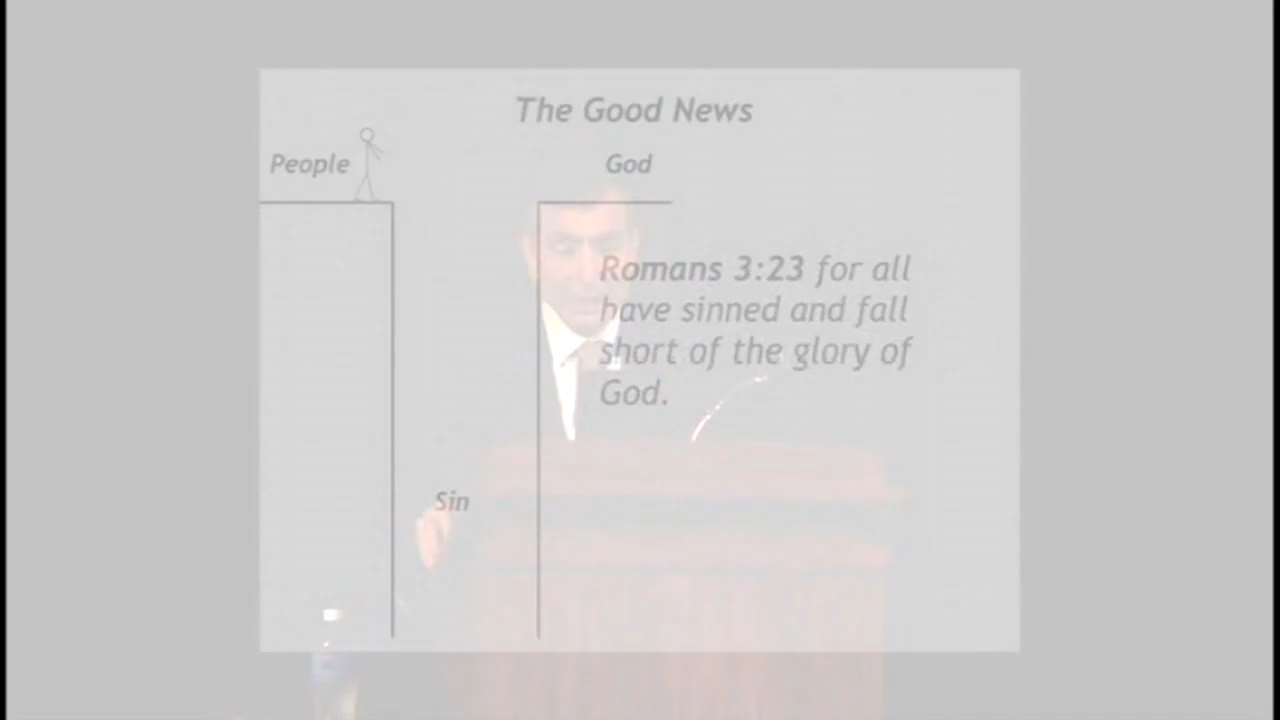 The Good News
People
God
Romans 3:23 for all
have sinned and fall
short of the glory of
God.
Sin